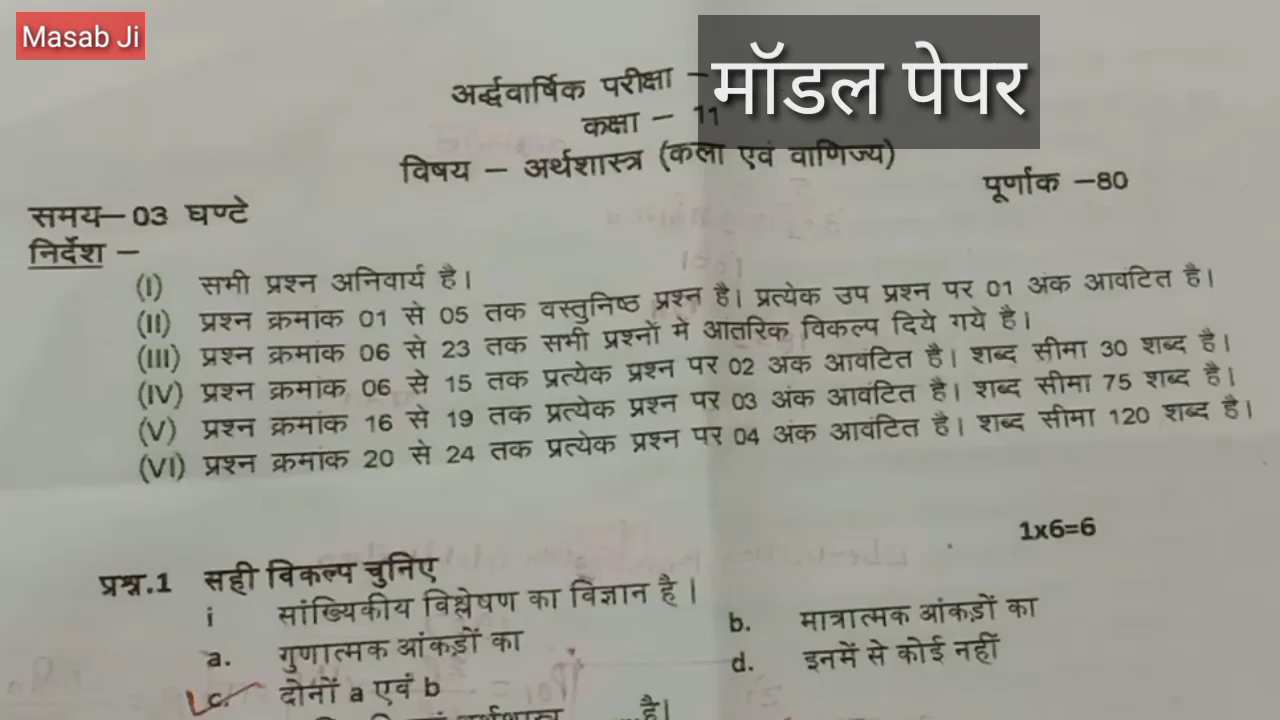 Masab Ji
मॉडल पेपर
अर्द्धवार्षिक परीक्षा –
कक्षा – 11
विषय – अर्थशास्त्र (कला एवं वाणिज्य)
पूर्णाक –80
समय– 03 घण्टे
निर्देश –
(I) सभी प्रश्न अनिवार्य है।
(II) प्रश्न क्रमांक 01 से 05 तक वस्तुनिष्ठ प्रश्न है। प्रत्येक उप प्रश्न पर 01 अंक आवंटित है।
(III) प्रश्न क्रमांक 06 से 23 तक सभी प्रश्नों में आंतरिक विकल्प दिये गये है।
(IV) प्रश्न क्रमांक 06 से 15 तक प्रत्येक प्रश्न पर 02 अंक आवंटित है। शब्द सीमा 30 शब्द है।
(V) प्रश्न क्रमांक 16 से 19 तक प्रत्येक प्रश्न पर 03 अंक आवंटित है। शब्द सीमा 75 शब्द है।
(VI) प्रश्न क्रमांक 20 से 24 तक प्रत्येक प्रश्न पर 04 अंक आवंटित है। शब्द सीमा 120 शब्द है।
1x6=6
प्रश्न.1 सही विकल्प चुनिए
i सांख्यिकीय विश्लेषण का विज्ञान है।
a. गुणात्मक आंकड़ों का b. मात्रात्मक आंकड़ों का
c. दोनों a एवं b d. इनमें से कोई नहीं
अर्थशास्त्र है।